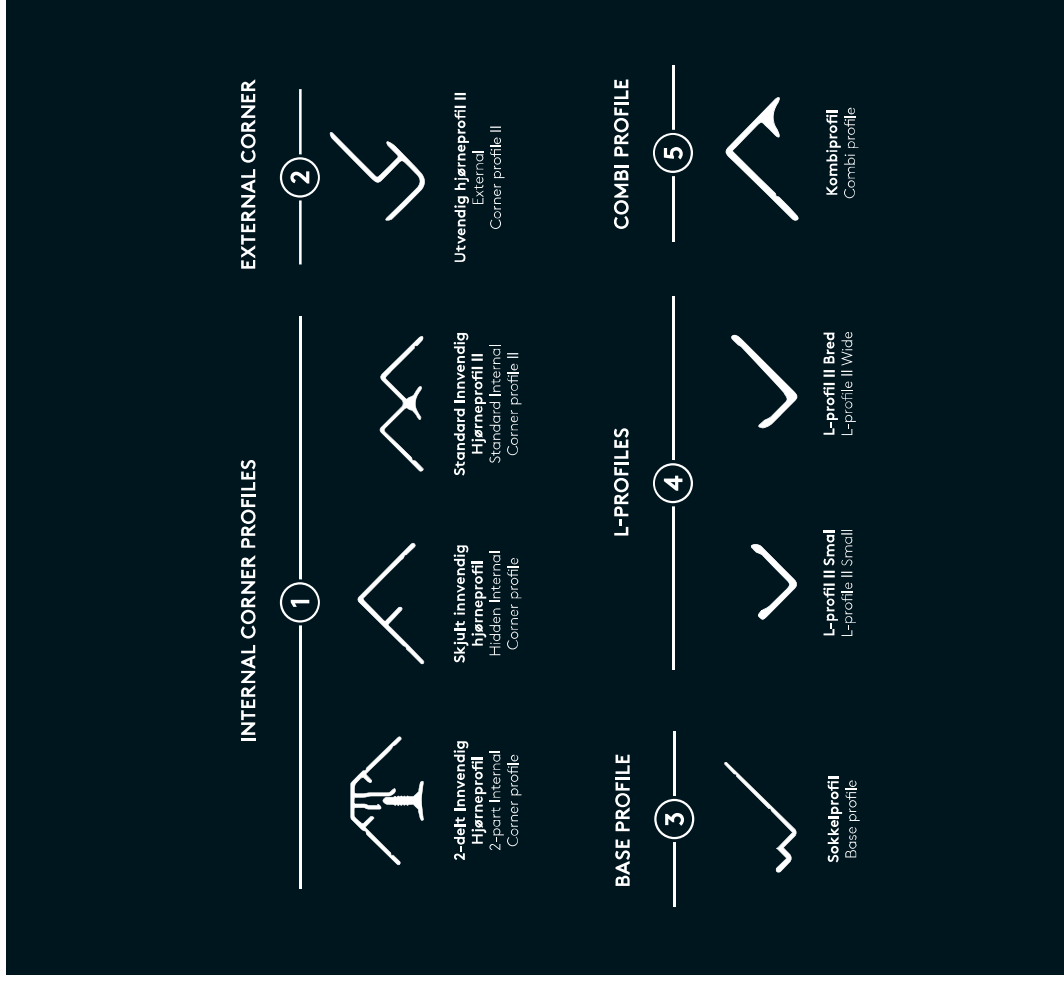 INTERNAL CORNER PROFILES
1
2-delt Innvendig
Hjørneprofil
2-part Internal
Corner profile
Skjult innvendig
hjørneprofil
Hidden Internal
Corner profile
Standard Innvendig
Hjørneprofil II
Standard Internal
Corner profile II
EXTERNAL CORNER
2
Utvendig hjørneprofil II
External
Corner profile II
BASE PROFILE
3
Sokkelprofil
Base profile
L-PROFILES
4
L-profil II Smal
L-profile II Small
L-profil II Bred
L-profile II Wide
COMBI PROFILE
5
Kombiprofil
Combi profile